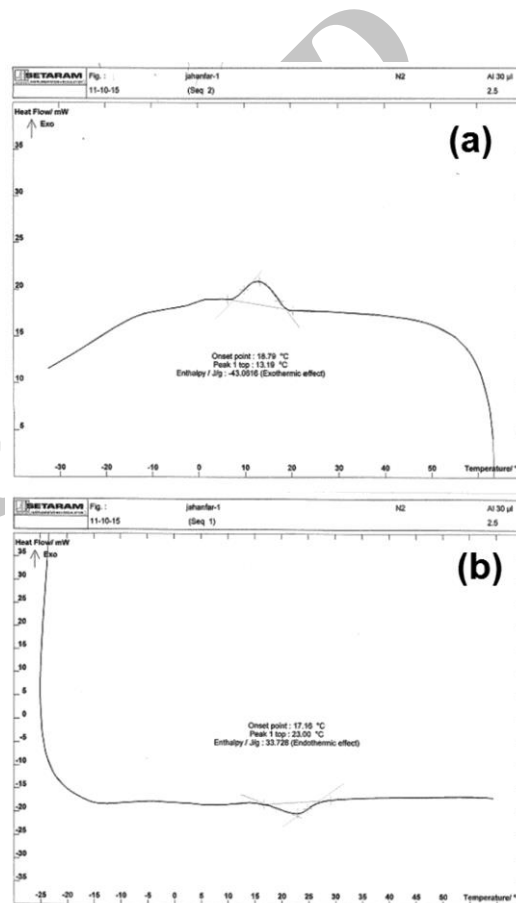 SETARAM Fig. : jahanfar-1 N2 Al 30 µl
11-10-15 (Seq 2) 2.5
Heat Flow/ mW
Exo
(a)
35
30
25
20
15
10
5
Onset point : 18.79 °C
Peak 1 top : 13.19 °C
Enthalpy / J/g : -43.0616 (Exothermic effect)
-30 -20 -10 0 10 20 30 40 50 Temperature/ °
SETARAM Fig. : jahanfar-1 N2 Al 30 µl
11-10-15 (Seq 1) 2.5
Heat Flow/ mW
Exo
(b)
35
30
25
20
15
10
5
0
-5
-10
-15
-20
-25
-30
-35
Onset point : 17.16 °C
Peak 1 top : 23.00 °C
Enthalpy / J/g : 33.726 (Endothermic effect)
-25 -20 -15 -10 -5 0 5 10 15 20 25 30 35 40 45 50 Temperature/ °